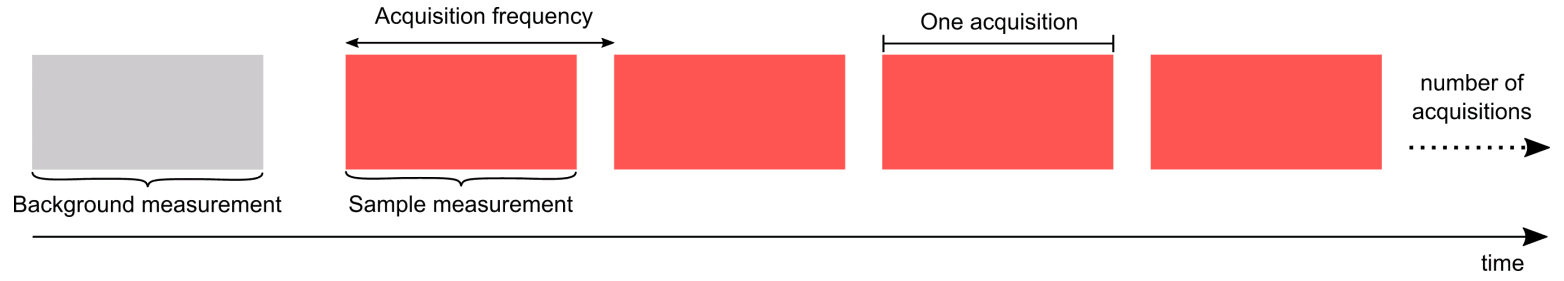 Acquisition frequency
One acquisition
number of
acquisitions
Background measurement
Sample measurement
time